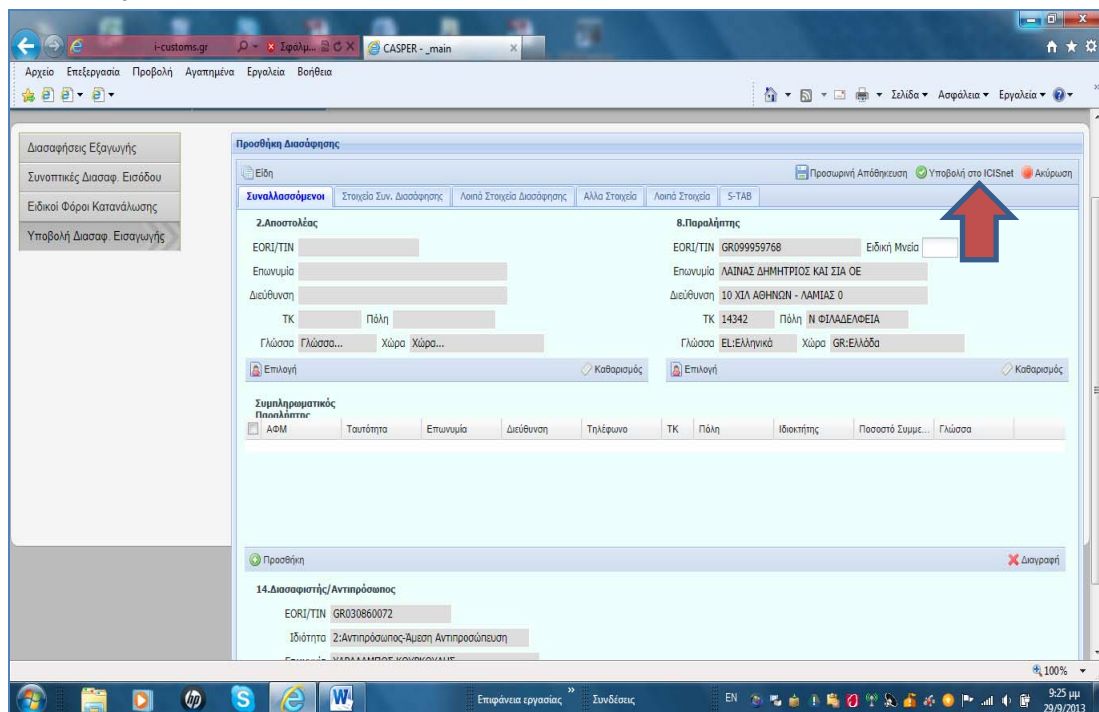 i-customs.gr Σφάλμ... CASPER - _main
Αρχείο Επεξεργασία Προβολή Αγαπημένα Εργαλεία Βοήθεια
Σελίδα Ασφάλεια Εργαλεία
Διασαφήσεις Εξαγωγής
Συνοπτικές Διασαφ. Εισόδου
Ειδικοί Φόροι Κατανάλωσης
Υποβολή Διασαφ. Εισαγωγής
Προσθήκη Διασάφησης
Είδη Προσωρινή Απόθηκευση Υποβολή στο ICISnet Ακύρωση
Συναλλασσόμενοι Στοιχεία Συν. Διασάφησης Λοιπά Στοιχεία Διασάφησης Αλλα Στοιχεία Λοιπά Στοιχεία S-TAB
2.Αποστολέας 8.Παραλήπτης
EORI/TIN EORI/TIN GR099959768 Ειδική Μνεία
Επωνυμία Επωνυμία ΛΑΙΝΑΣ ΔΗΜΗΤΡΙΟΣ ΚΑΙ ΣΙΑ ΟΕ
Διεύθυνση Διεύθυνση 10 ΧΙΛ ΑΘΗΝΩΝ - ΛΑΜΙΑΣ 0
ΤΚ Πόλη ΤΚ 14342 Πόλη Ν ΦΙΛΑΔΕΛΦΕΙΑ
Γλώσσα Γλώσσα... Χώρα Χώρα... Γλώσσα EL:Ελληνικά Χώρα GR:Ελλάδα
Επιλογή Καθαρισμός Επιλογή Καθαρισμός
Συμπληρωματικός
Παραλήπτης
ΑΦΜ Ταυτότητα Επωνυμία Διεύθυνση Τηλέφωνο ΤΚ Πόλη Ιδιοκτήτης Ποσοστό Συμμε... Γλώσσα
Προσθήκη Διαγραφή
14.Διασαφιστής/Αντιπρόσωπος
EORI/TIN GR030860072
Ιδιότητα 2:Αντιπρόσωπος-Άμεση Αντιπροσώπευση
100%
Επιφάνεια εργασίας » Συνδέσεις EN 9:25 μμ
29/9/2013